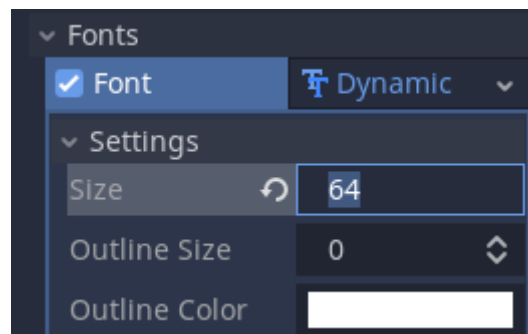 Fonts
Font Dynamic
Settings
Size 64
Outline Size 0
Outline Color